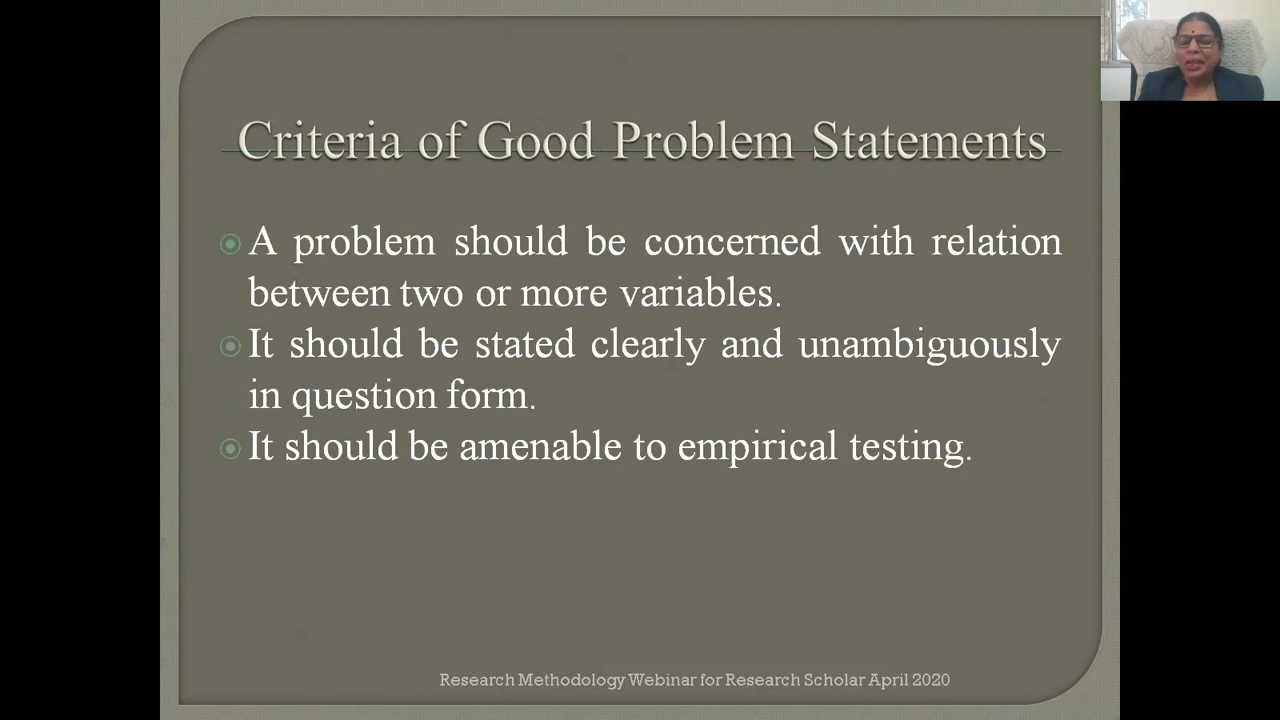 Criteria of Good Problem Statements
A problem should be concerned with relation
between two or more variables.
It should be stated clearly and unambiguously
in question form.
It should be amenable to empirical testing.
Research Methodology Webinar for Research Scholar April 2020